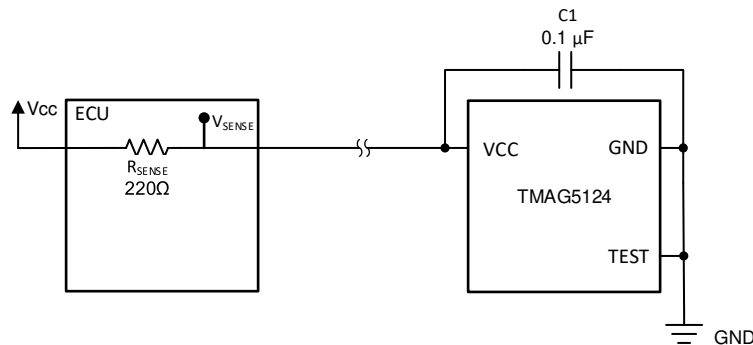 C1
0.1 µF
Vcc
ECU
VSENSE
RSENSE
220Ω
VCC
GND
TMAG5124
TEST
GND